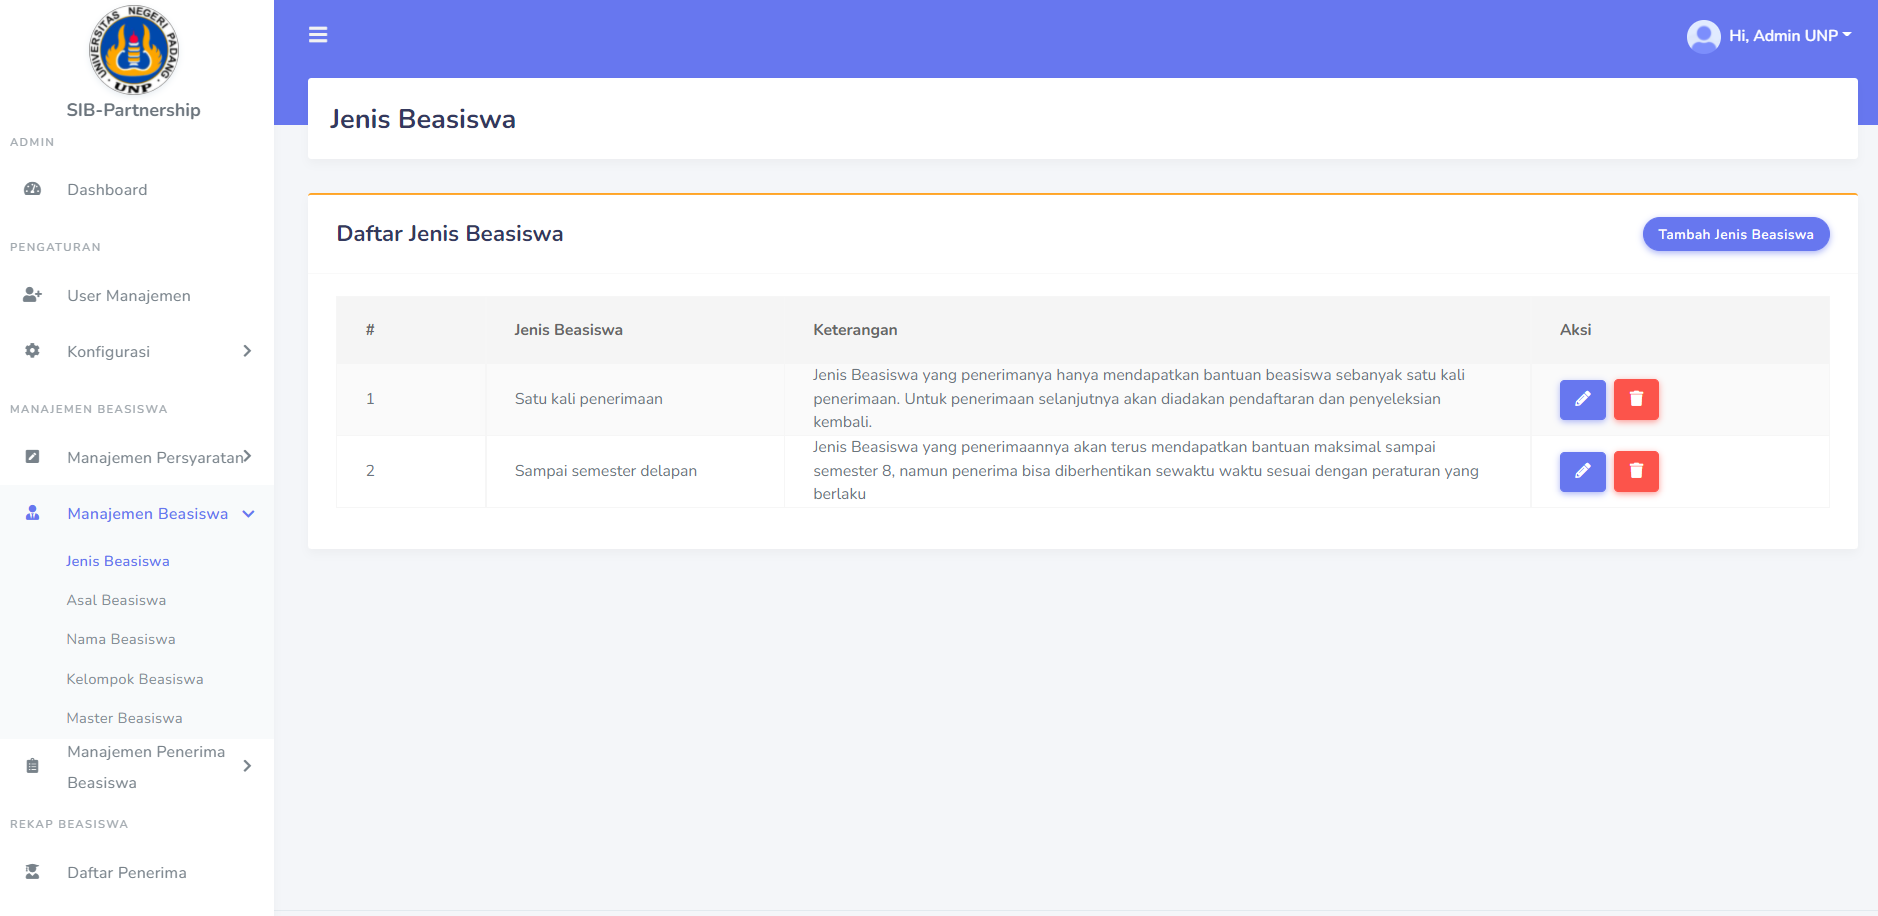 UNIVERSITAS NEGERI PADANG
UNP
SIB-Partnership
ADMIN
Dashboard
PENGATURAN
User Manajemen
Konfigurasi
MANAJEMEN BEASISWA
Manajemen Persyaratan
Manajemen Beasiswa
Jenis Beasiswa
Asal Beasiswa
Nama Beasiswa
Kelompok Beasiswa
Master Beasiswa
Manajemen Penerima
Beasiswa
REKAP BEASISWA
Daftar Penerima
Hi, Admin UNP
Jenis Beasiswa
Daftar Jenis Beasiswa
Tambah Jenis Beasiswa
# Jenis Beasiswa Keterangan Aksi
1 Satu kali penerimaan
Jenis Beasiswa yang penerimanya hanya mendapatkan bantuan beasiswa sebanyak satu kali
penerimaan. Untuk penerimaan selanjutnya akan diadakan pendaftaran dan penyeleksian
kembali.
2 Sampai semester delapan
Jenis Beasiswa yang penerimaannya akan terus mendapatkan bantuan maksimal sampai
semester 8, namun penerima bisa diberhentikan sewaktu waktu sesuai dengan peraturan yang
berlaku